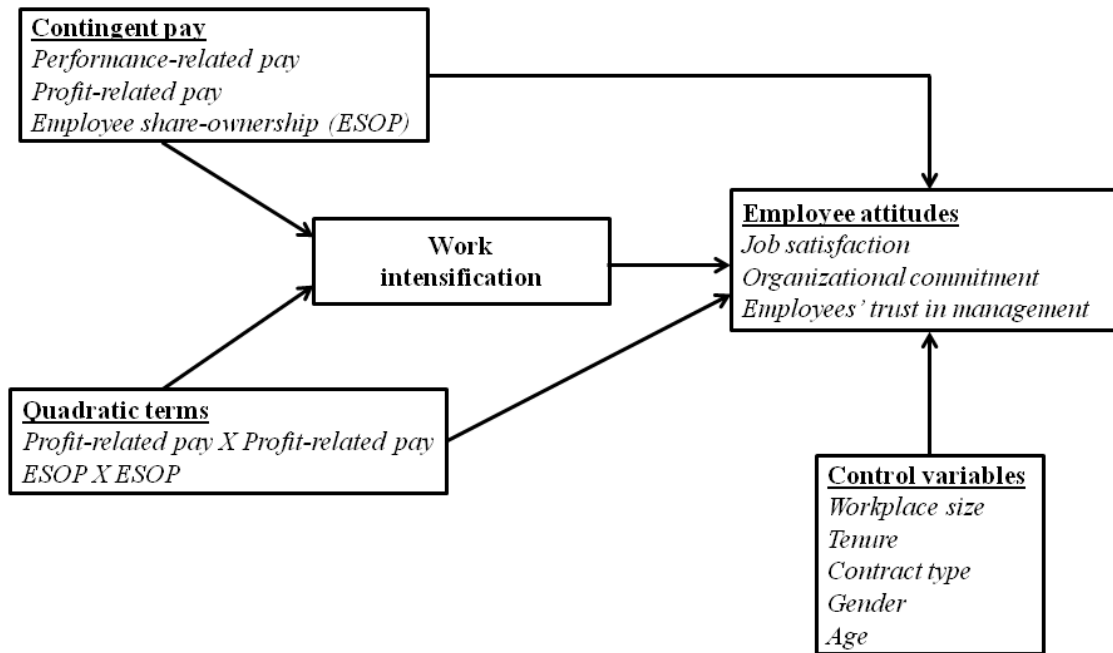 Contingent pay
Performance-related pay
Profit-related pay
Employee share-ownership (ESOP)
Work
intensification
Employee attitudes
Job satisfaction
Organizational commitment
Employees’ trust in management
Quadratic terms
Profit-related pay X Profit-related pay
ESOP X ESOP
Control variables
Workplace size
Tenure
Contract type
Gender
Age